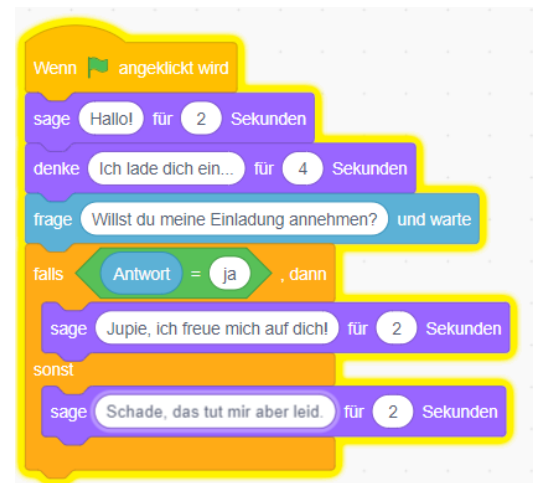 Wenn angeklickt wird
sage Hallo! für 2 Sekunden
denke Ich lade dich ein... für 4 Sekunden
frage Willst du meine Einladung annehmen? und warte
falls Antwort = ja , dann
sage Jupie, ich freue mich auf dich! für 2 Sekunden
sonst
sage Schade, das tut mir aber leid. für 2 Sekunden